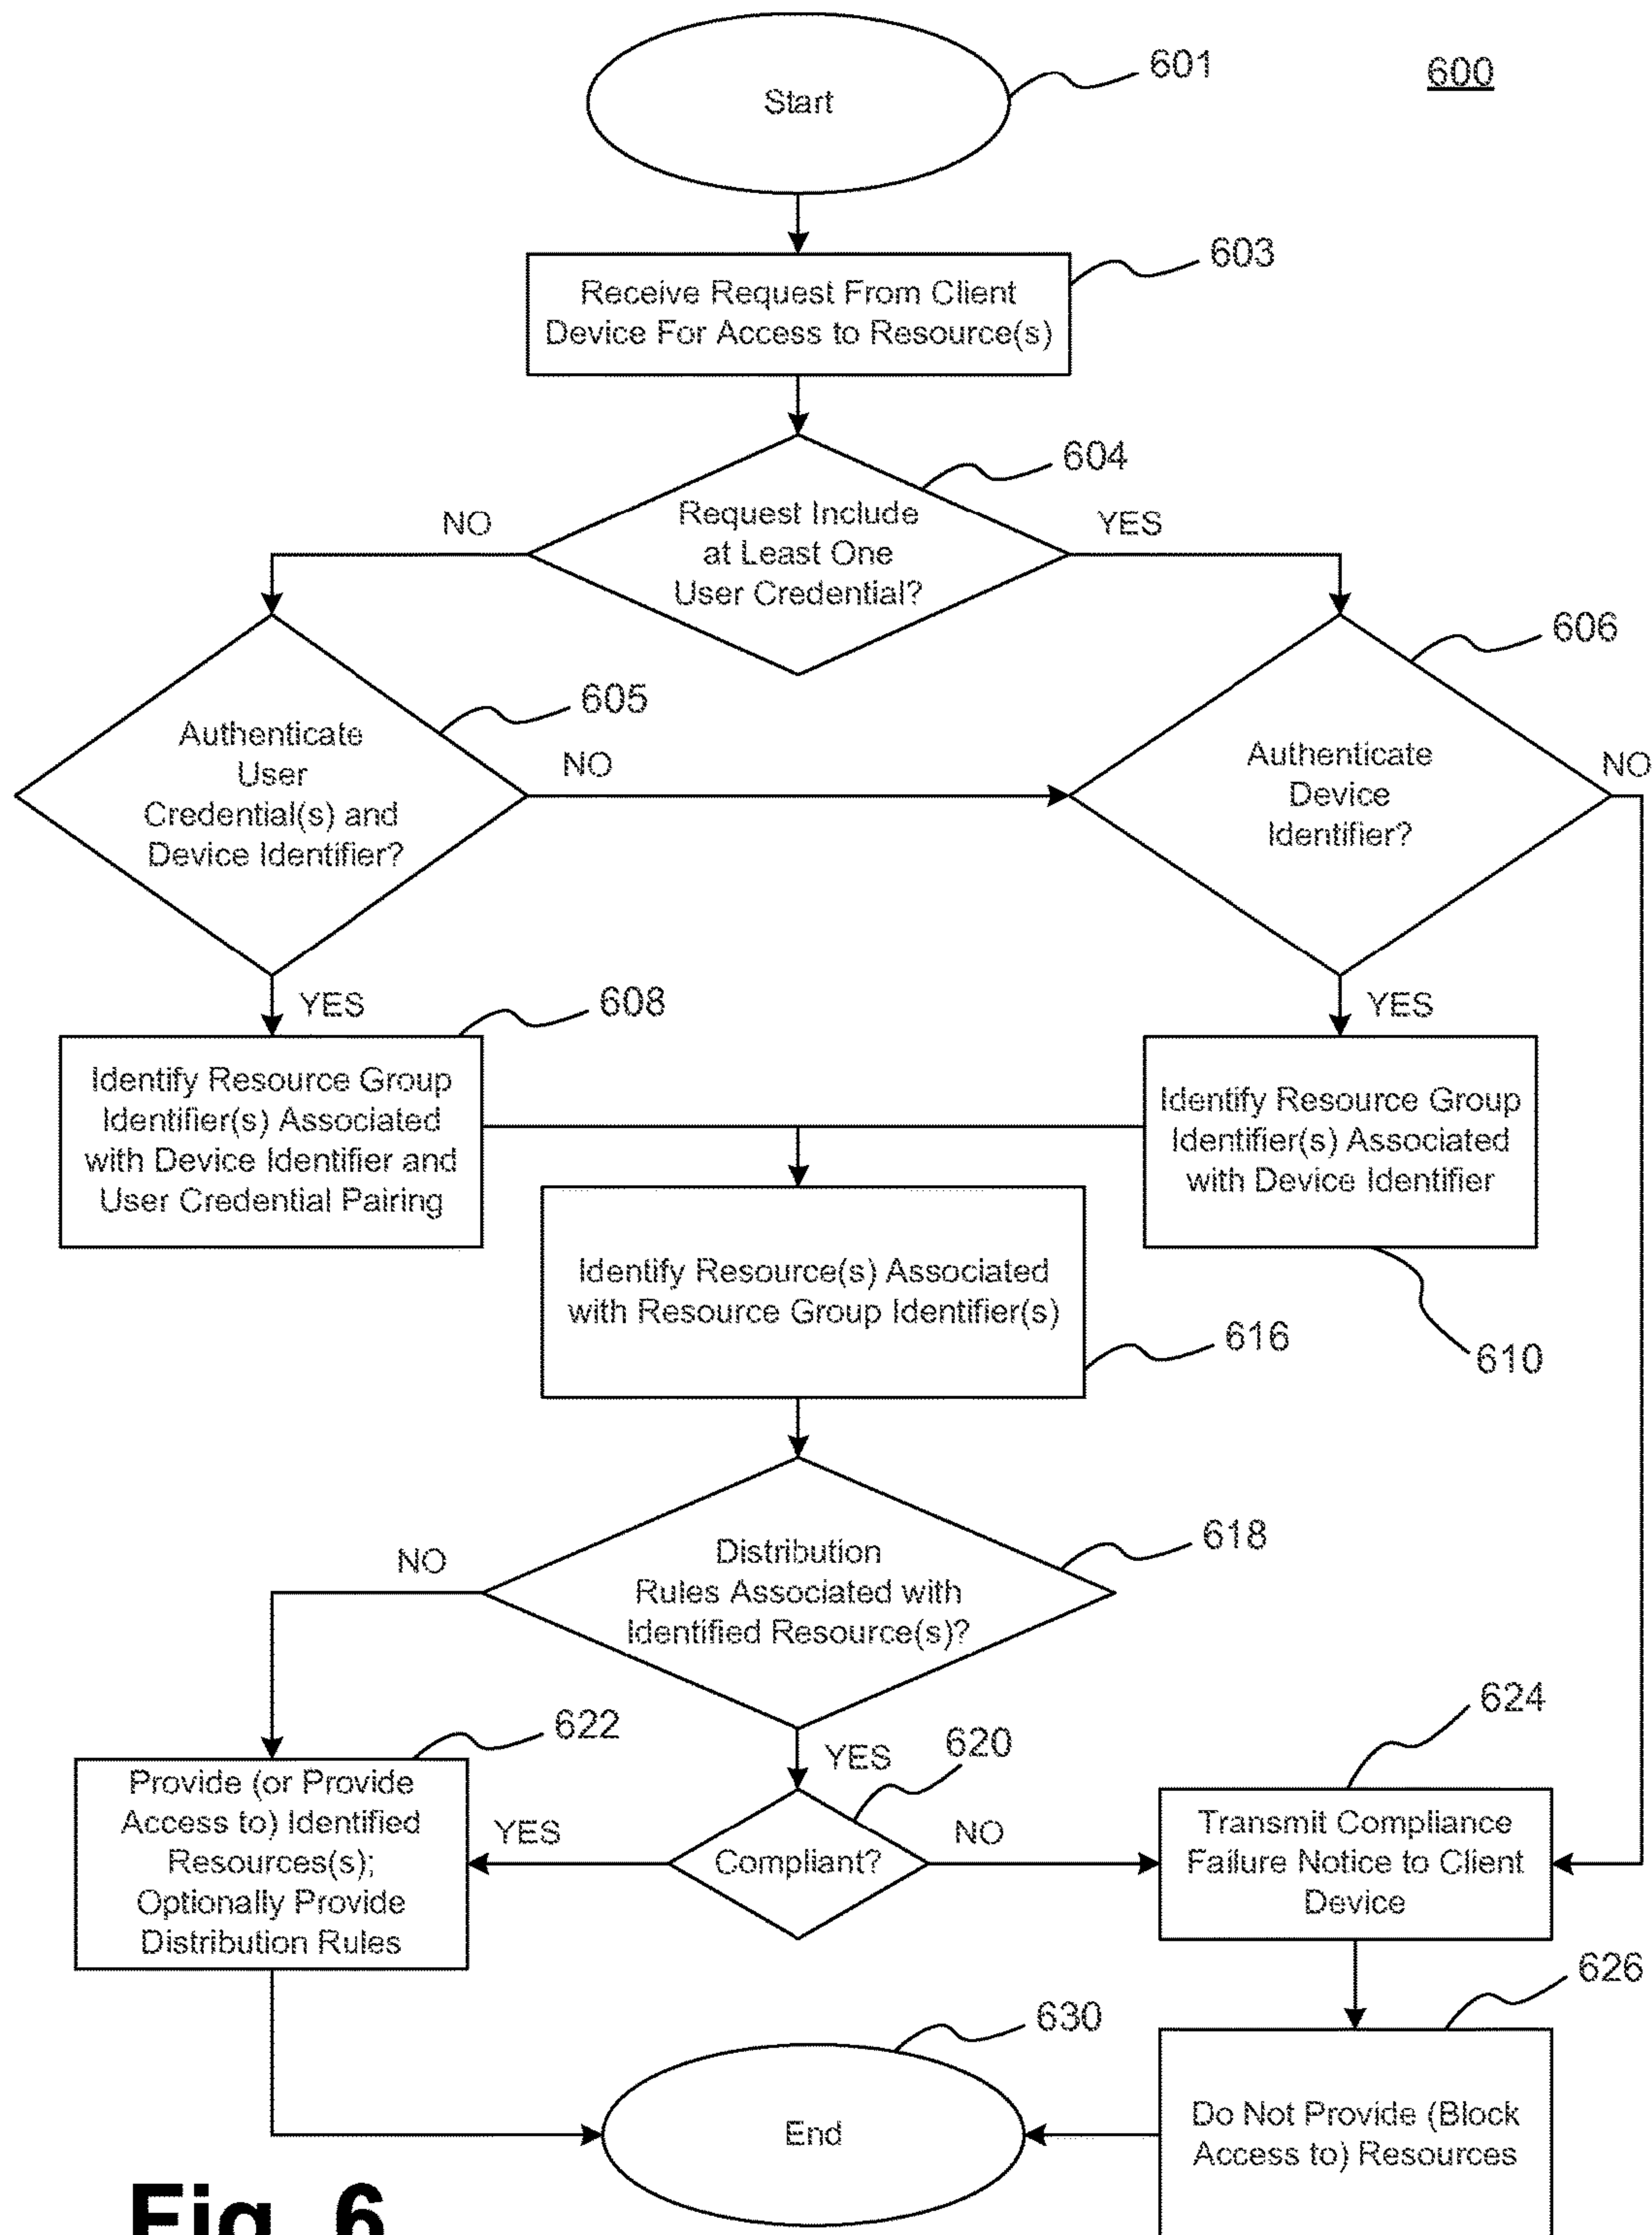 600
601
Start
603
Receive Request From Client
Device For Access to Resource(s)
604
Request Include
at Least One
User Credential?
NO
YES
605
Authenticate
User
Credential(s) and
Device Identifier?
NO
606
Authenticate
Device
Identifier?
NO
YES
608
Identify Resource Group
Identifier(s) Associated
with Device Identifier and
User Credential Pairing
YES
Identify Resource Group
Identifier(s) Associated
with Device Identifier
610
Identify Resource(s) Associated
with Resource Group Identifier(s)
616
618
Distribution
Rules Associated with
Identified Resource(s)?
NO
YES
620
Compliant?
YES
NO
622
Provide (or Provide
Access to) Identified
Resources(s);
Optionally Provide
Distribution Rules
624
Transmit Compliance
Failure Notice to Client
Device
626
Do Not Provide (Block
Access to) Resources
630
End
Fig. 6